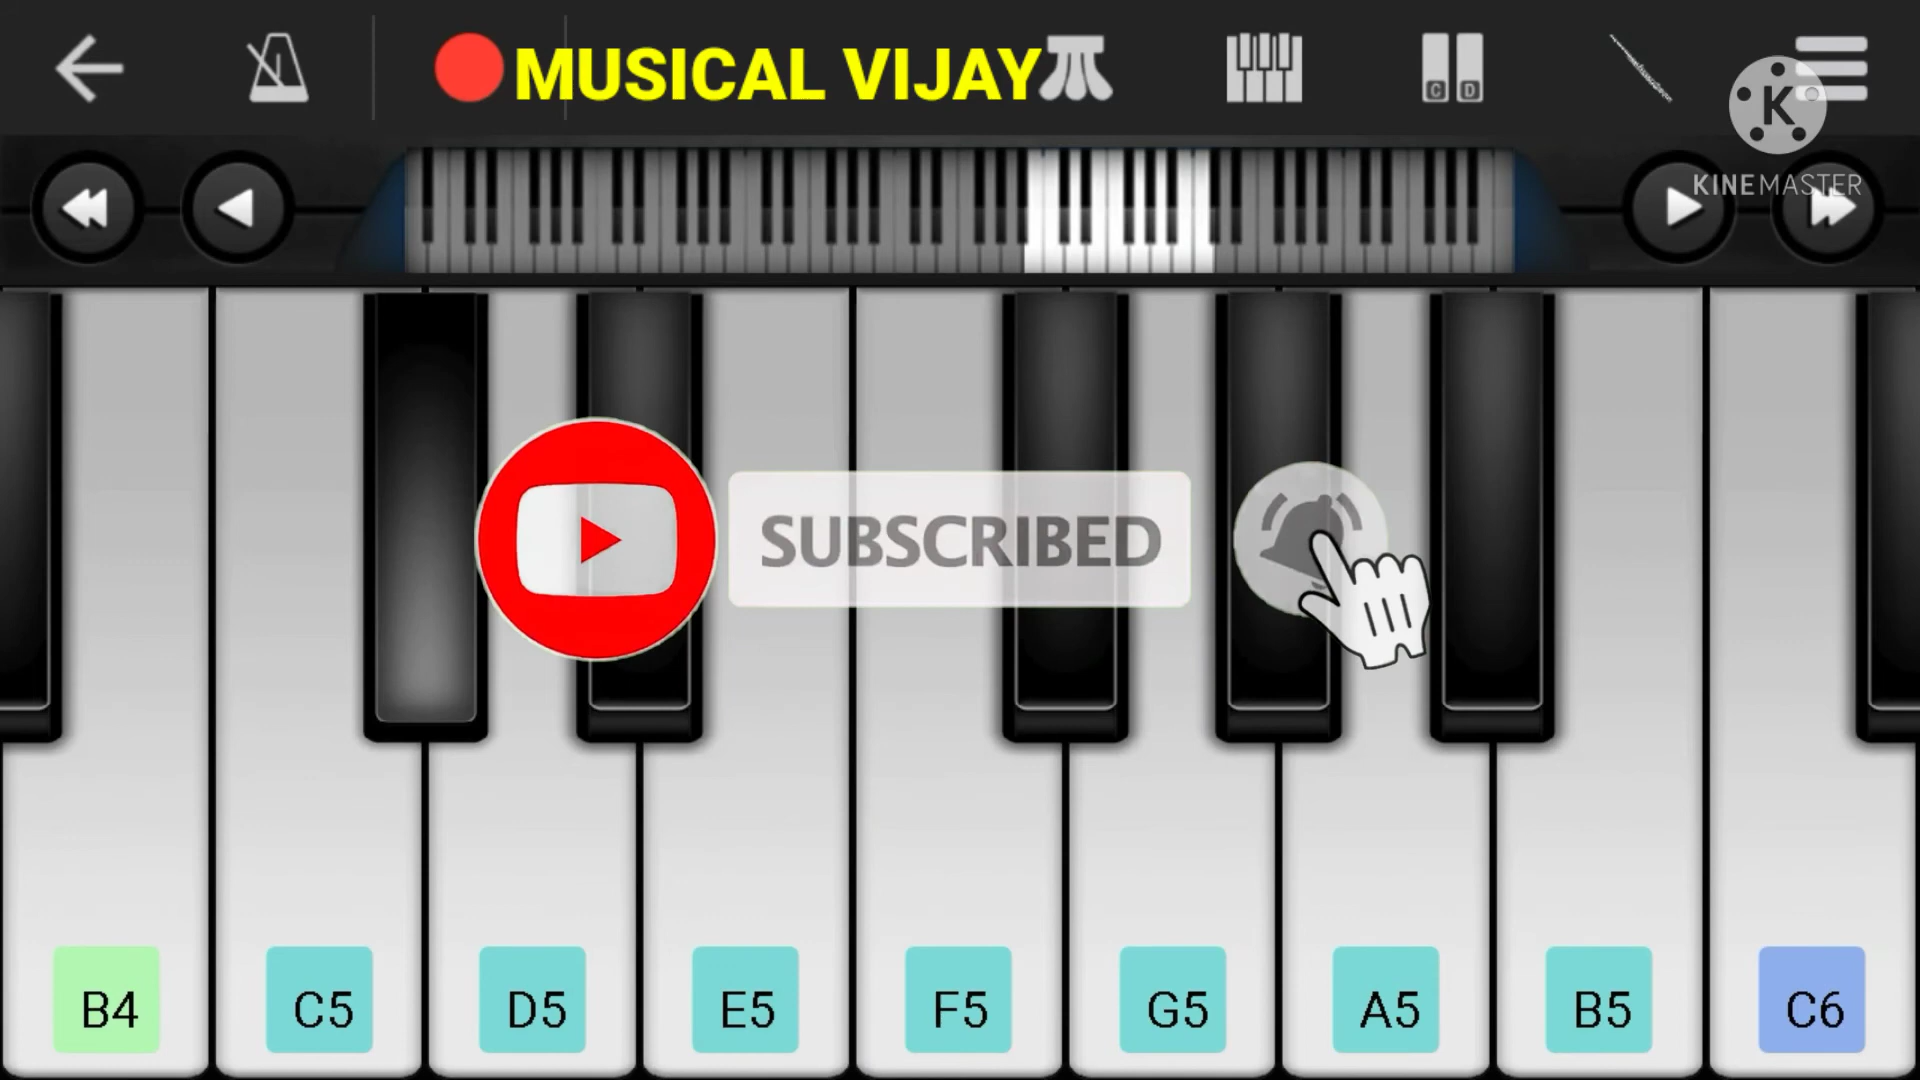 MUSICAL VIJAY
C D
K
KINEMASTER
SUBSCRIBED
B4 C5 D5 E5 F5 G5 A5 B5 C6